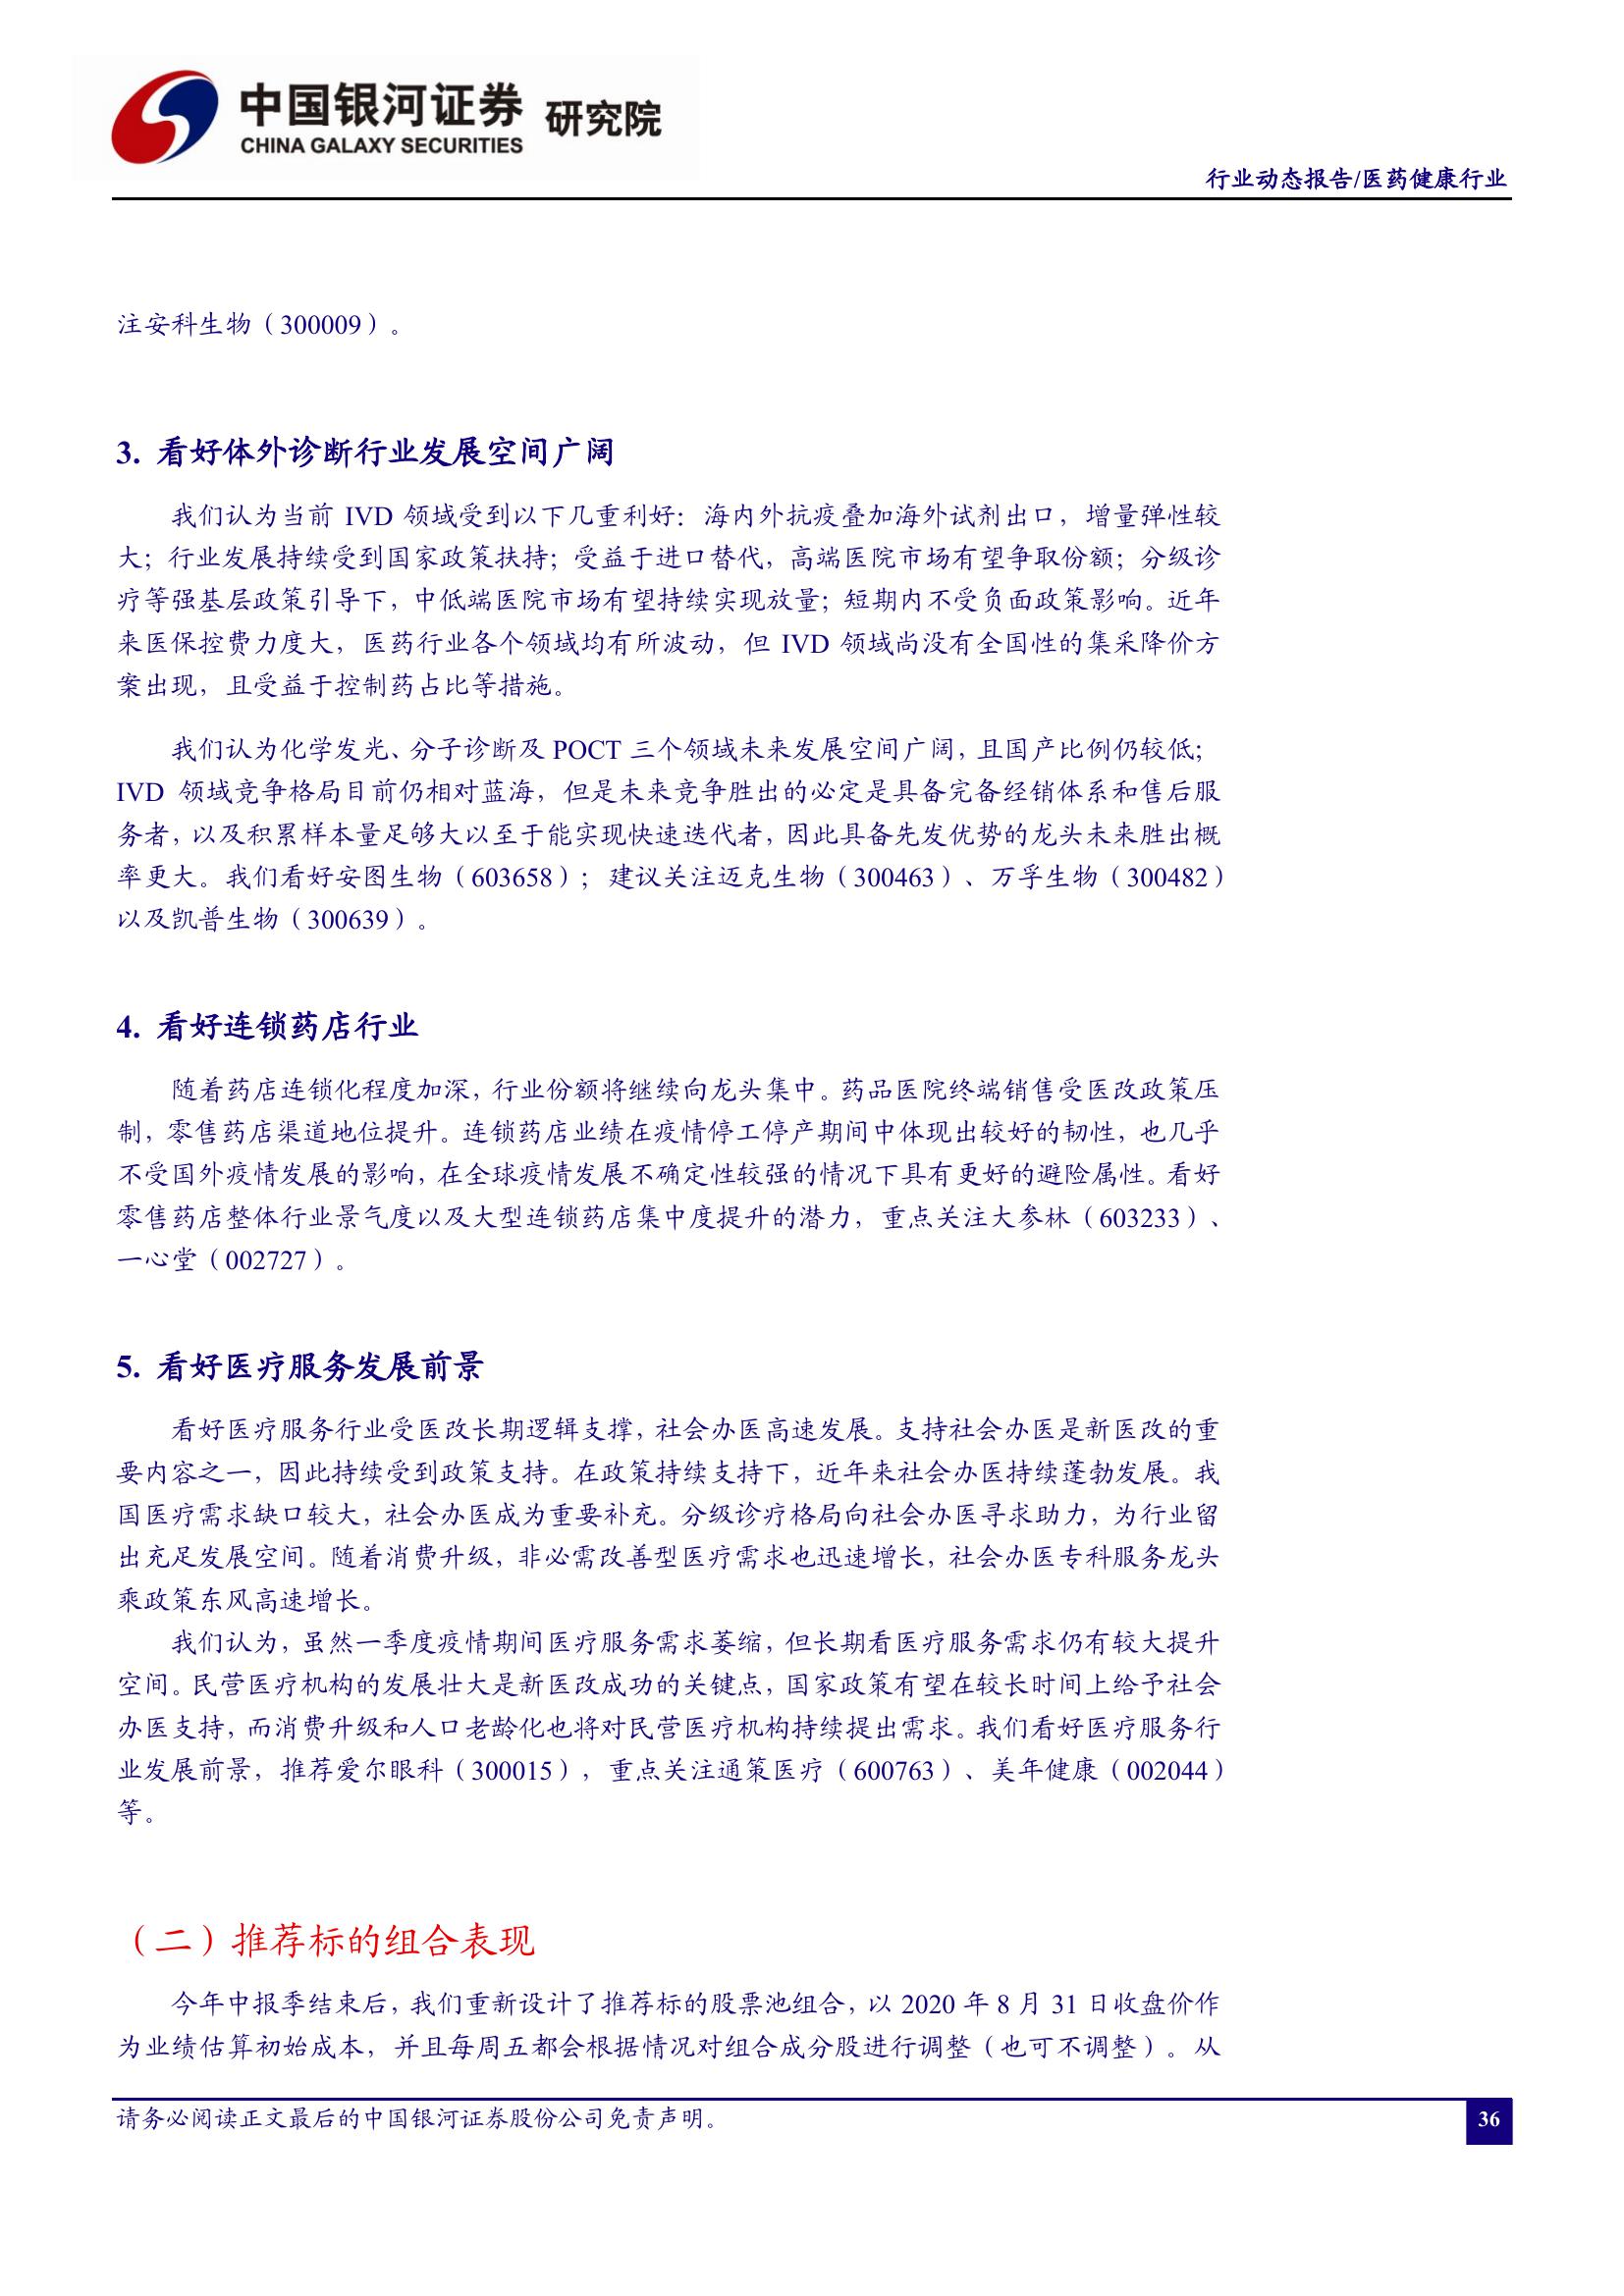 中国银河证券 研究院
CHINA GALAXY SECURITIES
行业动态报告/医药健康行业
注安科生物（300009）。
3. 看好体外诊断行业发展空间广阔
我们认为当前 IVD 领域受到以下几重利好：海内外抗疫叠加海外试剂出口，增量弹性较
大；行业发展持续受到国家政策扶持；受益于进口替代，高端医院市场有望争取份额；分级诊
疗等强基层政策引导下，中低端医院市场有望持续实现放量；短期内不受负面政策影响。近年
来医保控费力度大，医药行业各个领域均有所波动，但 IVD 领域尚没有全国性的集采降价方
案出现，且受益于控制药占比等措施。
我们认为化学发光、分子诊断及 POCT 三个领域未来发展空间广阔，且国产比例仍较低；
IVD 领域竞争格局目前仍相对蓝海，但是未来竞争胜出的必定是具备完备经销体系和售后服
务者，以及积累样本量足够大以至于能实现快速迭代者，因此具备先发优势的龙头未来胜出概
率更大。我们看好安图生物（603658）；建议关注迈克生物（300463）、万孚生物（300482）
以及凯普生物（300639）。
4. 看好连锁药店行业
随着药店连锁化程度加深，行业份额将继续向龙头集中。药品医院终端销售受医改政策压
制，零售药店渠道地位提升。连锁药店业绩在疫情停工停产期间中体现出较好的韧性，也几乎
不受国外疫情发展的影响，在全球疫情发展不确定性较强的情况下具有更好的避险属性。看好
零售药店整体行业景气度以及大型连锁药店集中度提升的潜力，重点关注大参林（603233）、
一心堂（002727）。
5. 看好医疗服务发展前景
看好医疗服务行业受医改长期逻辑支撑，社会办医高速发展。支持社会办医是新医改的重
要内容之一，因此持续受到政策支持。在政策持续支持下，近年来社会办医持续蓬勃发展。我
国医疗需求缺口较大，社会办医成为重要补充。分级诊疗格局向社会办医寻求助力，为行业留
出充足发展空间。随着消费升级，非必需改善型医疗需求也迅速增长，社会办医专科服务龙头
乘政策东风高速增长。
我们认为，虽然一季度疫情期间医疗服务需求萎缩，但长期看医疗服务需求仍有较大提升
空间。民营医疗机构的发展壮大是新医改成功的关键点，国家政策有望在较长时间上给予社会
办医支持，而消费升级和人口老龄化也将对民营医疗机构持续提出需求。我们看好医疗服务行
业发展前景，推荐爱尔眼科（300015），重点关注通策医疗（600763）、美年健康（002044）
等。
（二）推荐标的组合表现
今年中报季结束后，我们重新设计了推荐标的股票池组合，以 2020 年 8 月 31 日收盘价作
为业绩估算初始成本，并且每周五都会根据情况对组合成分股进行调整（也可不调整）。从
请务必阅读正文最后的中国银河证券股份公司免责声明。
36